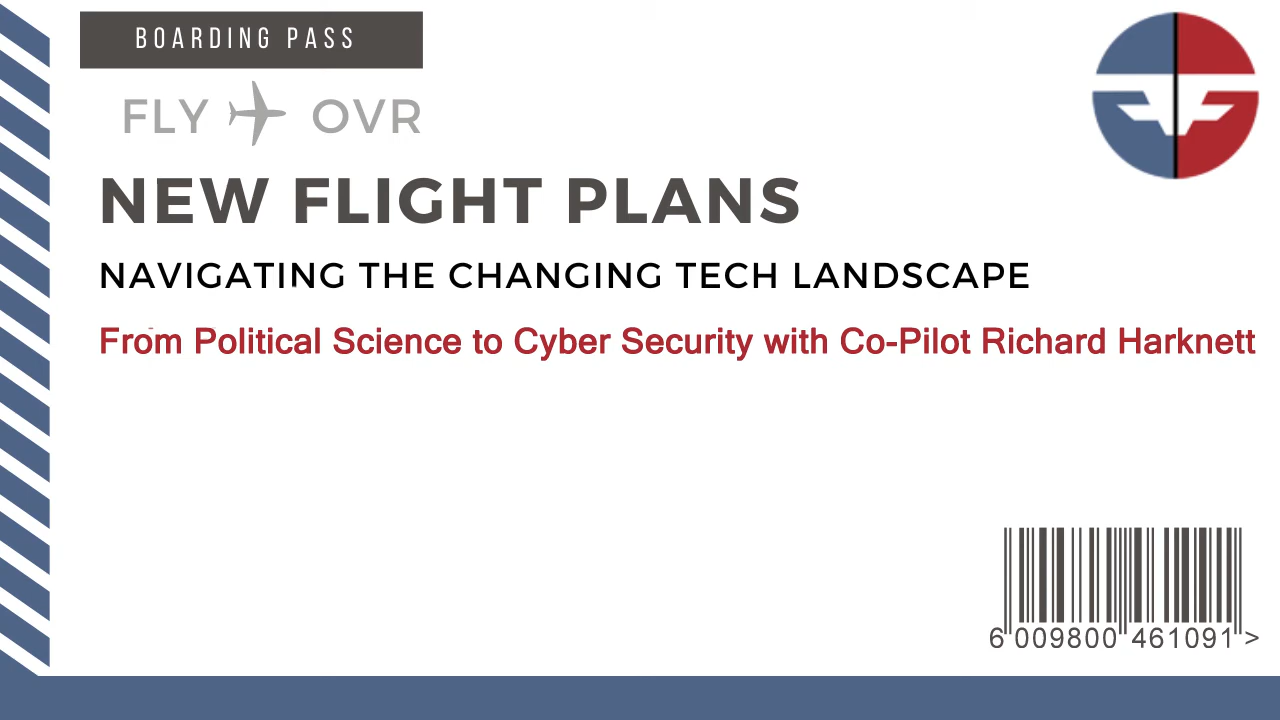 BOARDING PASS
FLY OVR
NEW FLIGHT PLANS
NAVIGATING THE CHANGING TECH LANDSCAPE
From Political Science to Cyber Security with Co-Pilot Richard Harknett
6 009800 461091 >